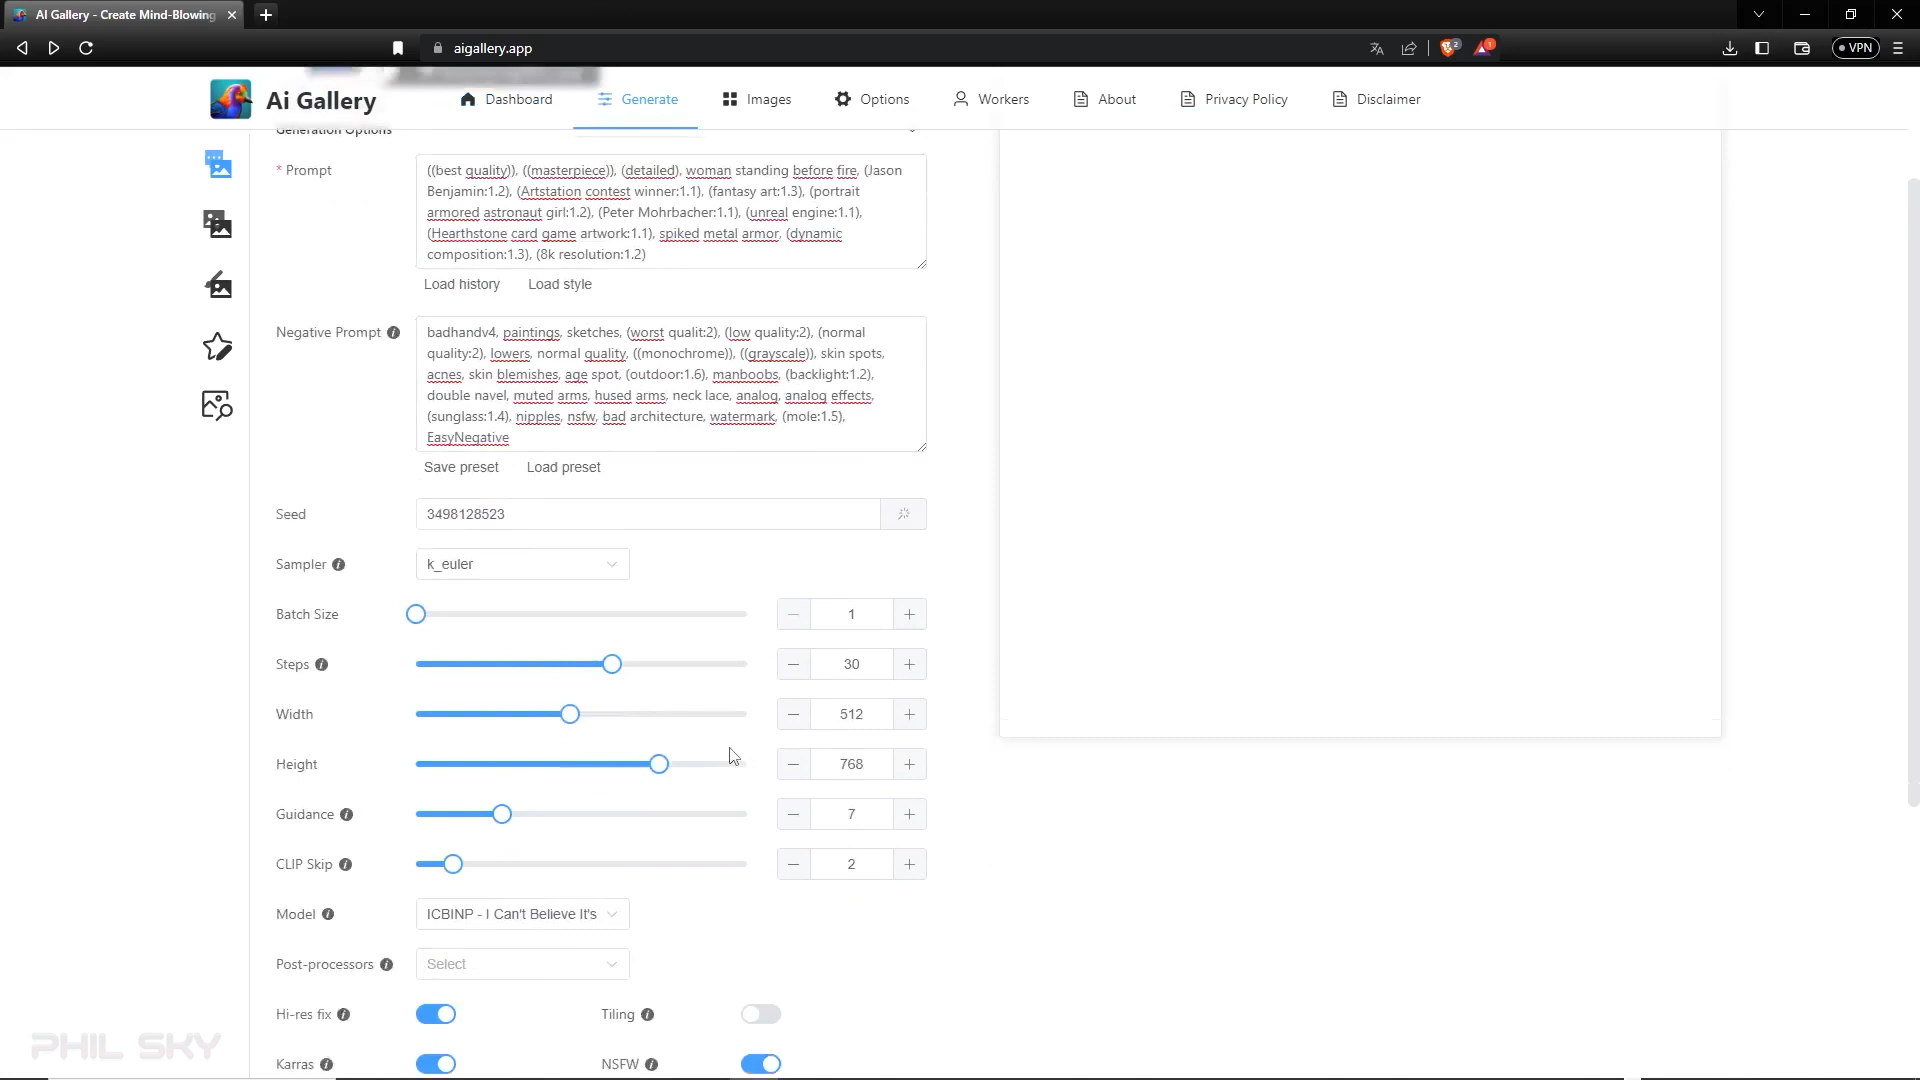 AI Gallery - Create Mind-Blowing
aigallery.app
2
1
VPN
Ai Gallery
Dashboard
Generate
Images
Options
Workers
About
Privacy Policy
Disclaimer
Generation Options
* Prompt
((best quality)), ((masterpiece)), (detailed), woman standing before fire, (Jason
Benjamin:1.2), (Artstation contest winner:1.1), (fantasy art:1.3), (portrait
armored astronaut girl:1.2), (Peter Mohrbacher:1.1), (unreal engine:1.1),
(Hearthstone card game artwork:1.1), spiked metal armor, (dynamic
composition:1.3), (8k resolution:1.2)
Load history
Load style
Negative Prompt
badhandv4, paintings, sketches, (worst qualit:2), (low quality:2), (normal
quality:2), lowers, normal quality, ((monochrome)), ((grayscale)), skin spots,
acnes, skin blemishes, age spot, (outdoor:1.6), manboobs, (backlight:1.2),
double navel, muted arms, hused arms, neck lace, analog, analog effects,
(sunglass:1.4), nipples, nsfw, bad architecture, watermark, (mole:1.5),
EasyNegative
Save preset
Load preset
Seed
3498128523
Sampler
k_euler
Batch Size
1
Steps
30
Width
512
Height
768
Guidance
7
CLIP Skip
2
Model
ICBINP - I Can't Believe It's
Post-processors
Select
Hi-res fix
Tiling
Karras
NSFW
PHIL SKY